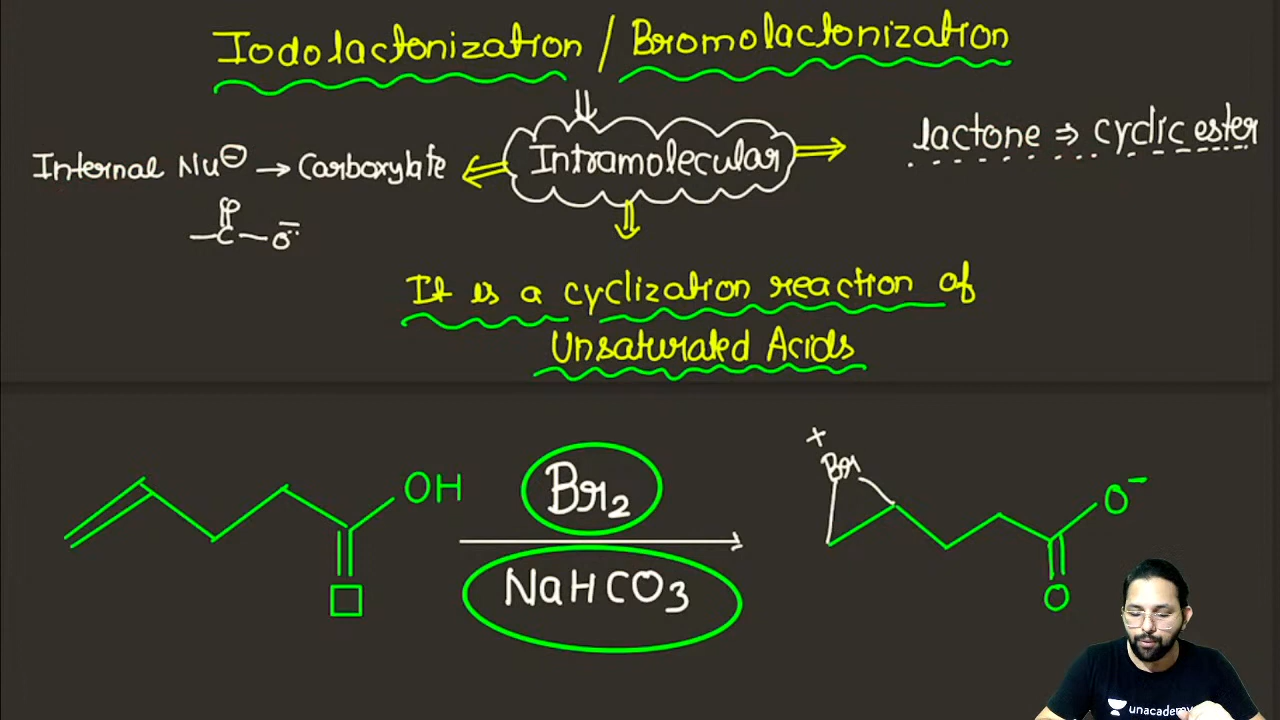 Iodolactonization / Bromolactonization
Internal Nu⊖ → Carboxylate
Intramolecular
lactone ⇒ cyclic ester
O
— C — O⁻
It is a cyclization reaction of
Unsaturated Acids
OH
O
Br2
NaHCO3
+
Br
O⁻
O
unacademy